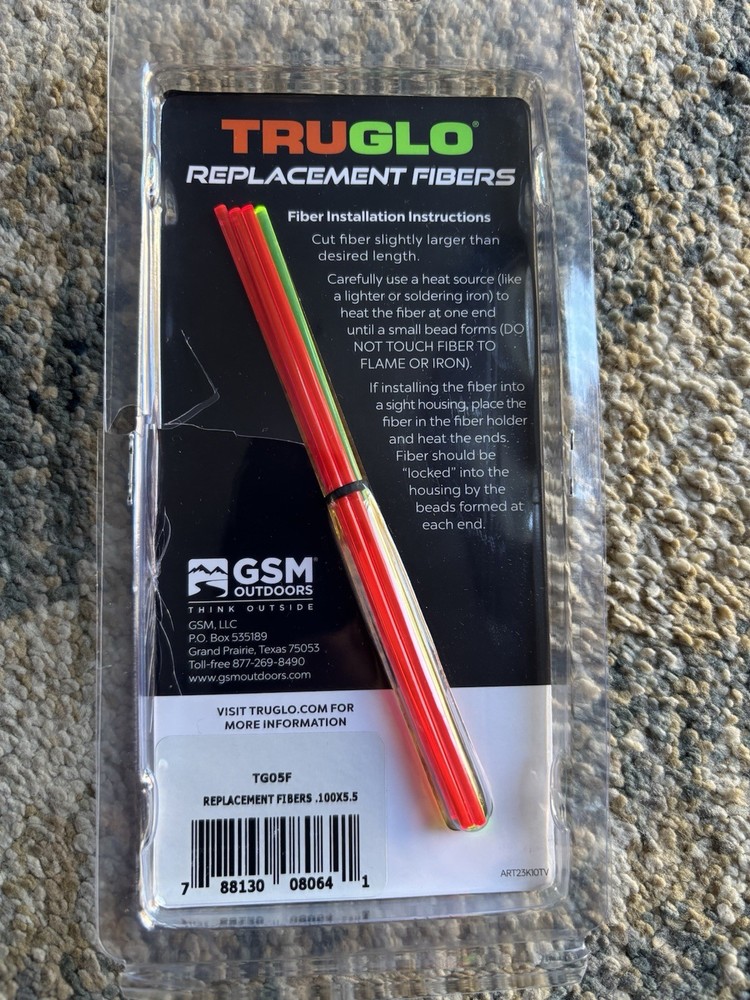 TRUGLO®
REPLACEMENT FIBERS
Fiber Installation Instructions
Cut fiber slightly larger than
desired length.
Carefully use a heat source (like
a lighter or soldering iron) to
heat the fiber at one end
until a small bead forms (DO
NOT TOUCH FIBER TO
FLAME OR IRON).
If installing the fiber into
a sight housing, place the
fiber in the fiber holder
and heat the ends.
Fiber should be
“locked” into the
housing by the
beads formed at
each end.
GSM®
OUTDOORS
THINK OUTSIDE
GSM, LLC
P.O. Box 535189
Grand Prairie, Texas 75053
Toll-free 877-269-8490
www.gsmoutdoors.com
VISIT TRUGLO.COM FOR
MORE INFORMATION
TG05F
REPLACEMENT FIBERS .100X5.5
7 88130 08064 1
ART23K10TV